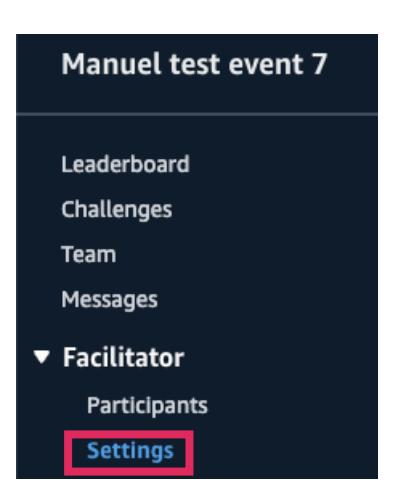 Manuel test event 7
Leaderboard
Challenges
Team
Messages
Facilitator
Participants
Settings